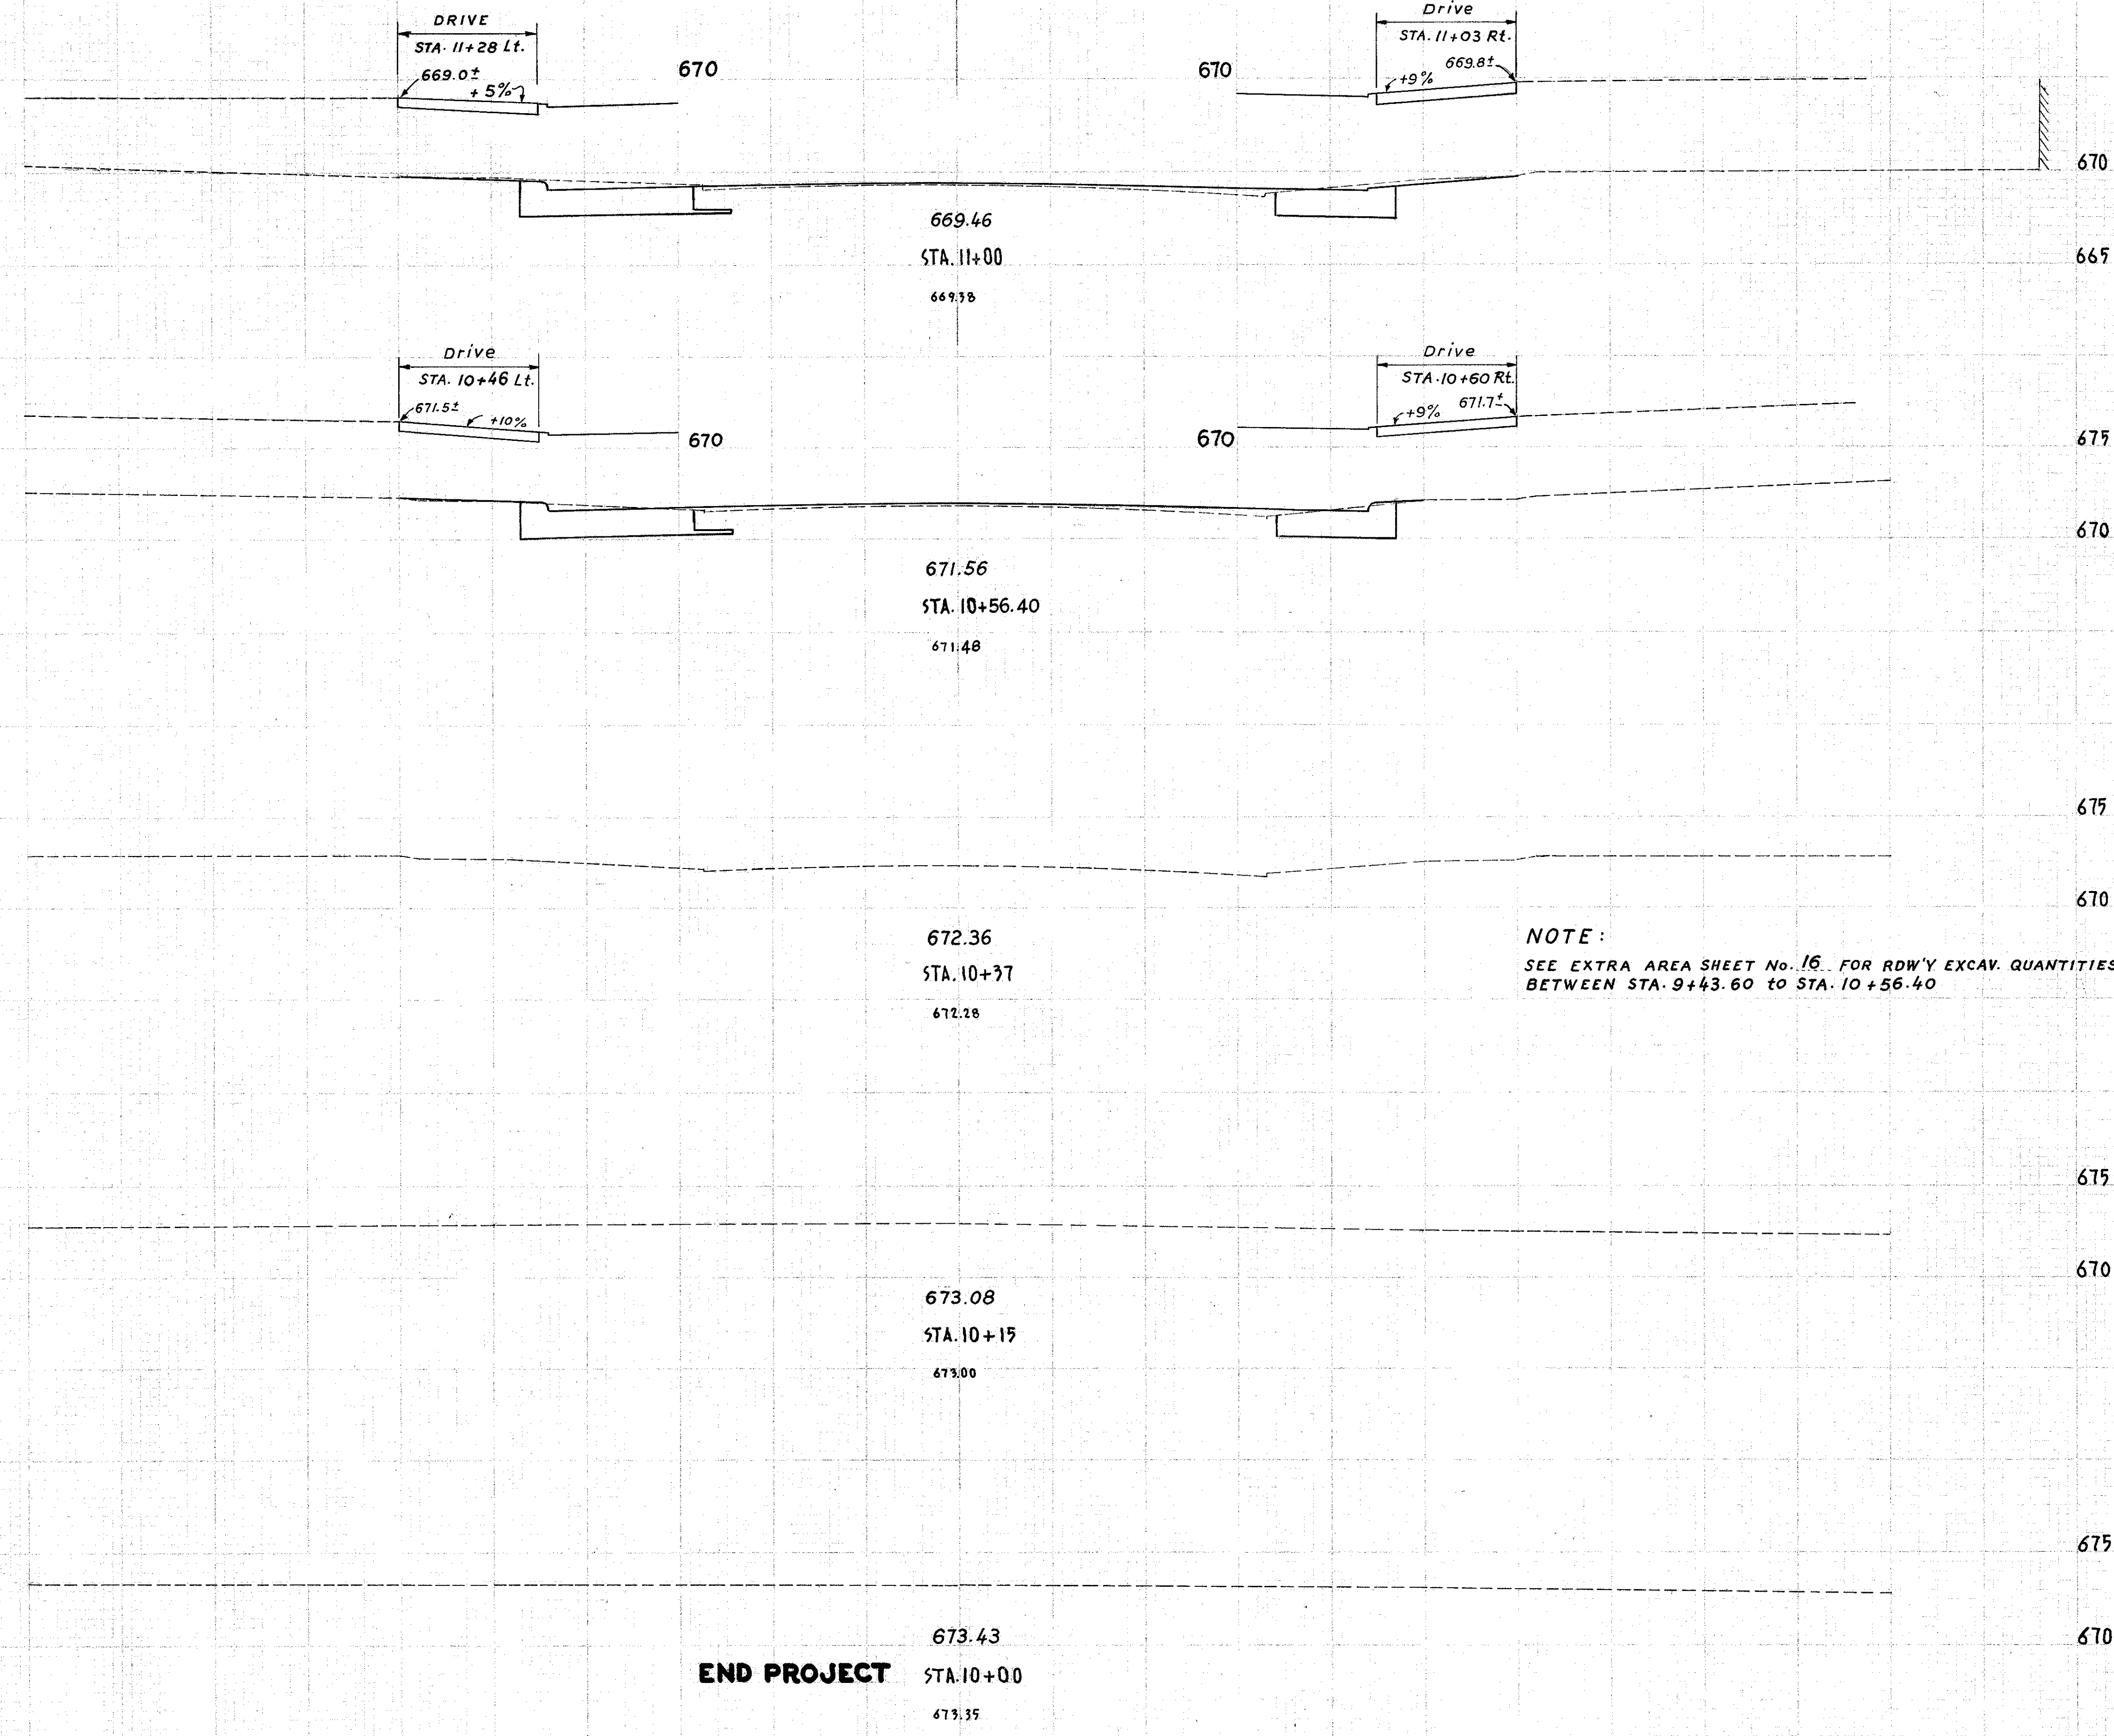 DRIVE
STA. 11+28 Lt.
669.0±
+ 5%
670
670
Drive
STA. 11+03 Rt.
669.8±
+9%
670
669.46
STA. 11+00
669.38
665
Drive
STA. 10+46 Lt.
671.5±
+10%
670
670
Drive
STA. 10+60 Rt.
671.7±
+9%
675
670
671.56
STA. 10+56.40
671.48
675
670
672.36
STA. 10+37
672.28
NOTE:
SEE EXTRA AREA SHEET No. 16 FOR RDW'Y EXCAV. QUANTITIES
BETWEEN STA. 9+43.60 to STA. 10+56.40
675
670
673.08
STA. 10+15
673.00
675
670
673.43
END PROJECT STA. 10+00
673.35